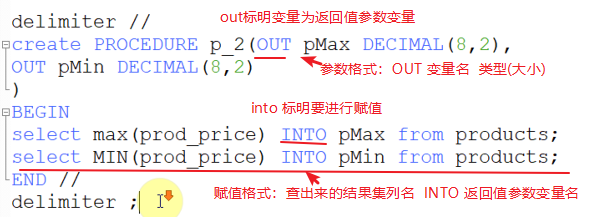 delimiter //
out标明变量为返回值参数变量
create PROCEDURE p_2(OUT pMax DECIMAL(8,2),
OUT pMin DECIMAL(8,2)
参数格式：OUT 变量名 类型(大小)
)
into 标明要进行赋值
BEGIN
select max(prod_price) INTO pMax from products;
select MIN(prod_price) INTO pMin from products;
END //
赋值格式：查出来的结果集列名 INTO 返回值参数变量名
delimiter ;